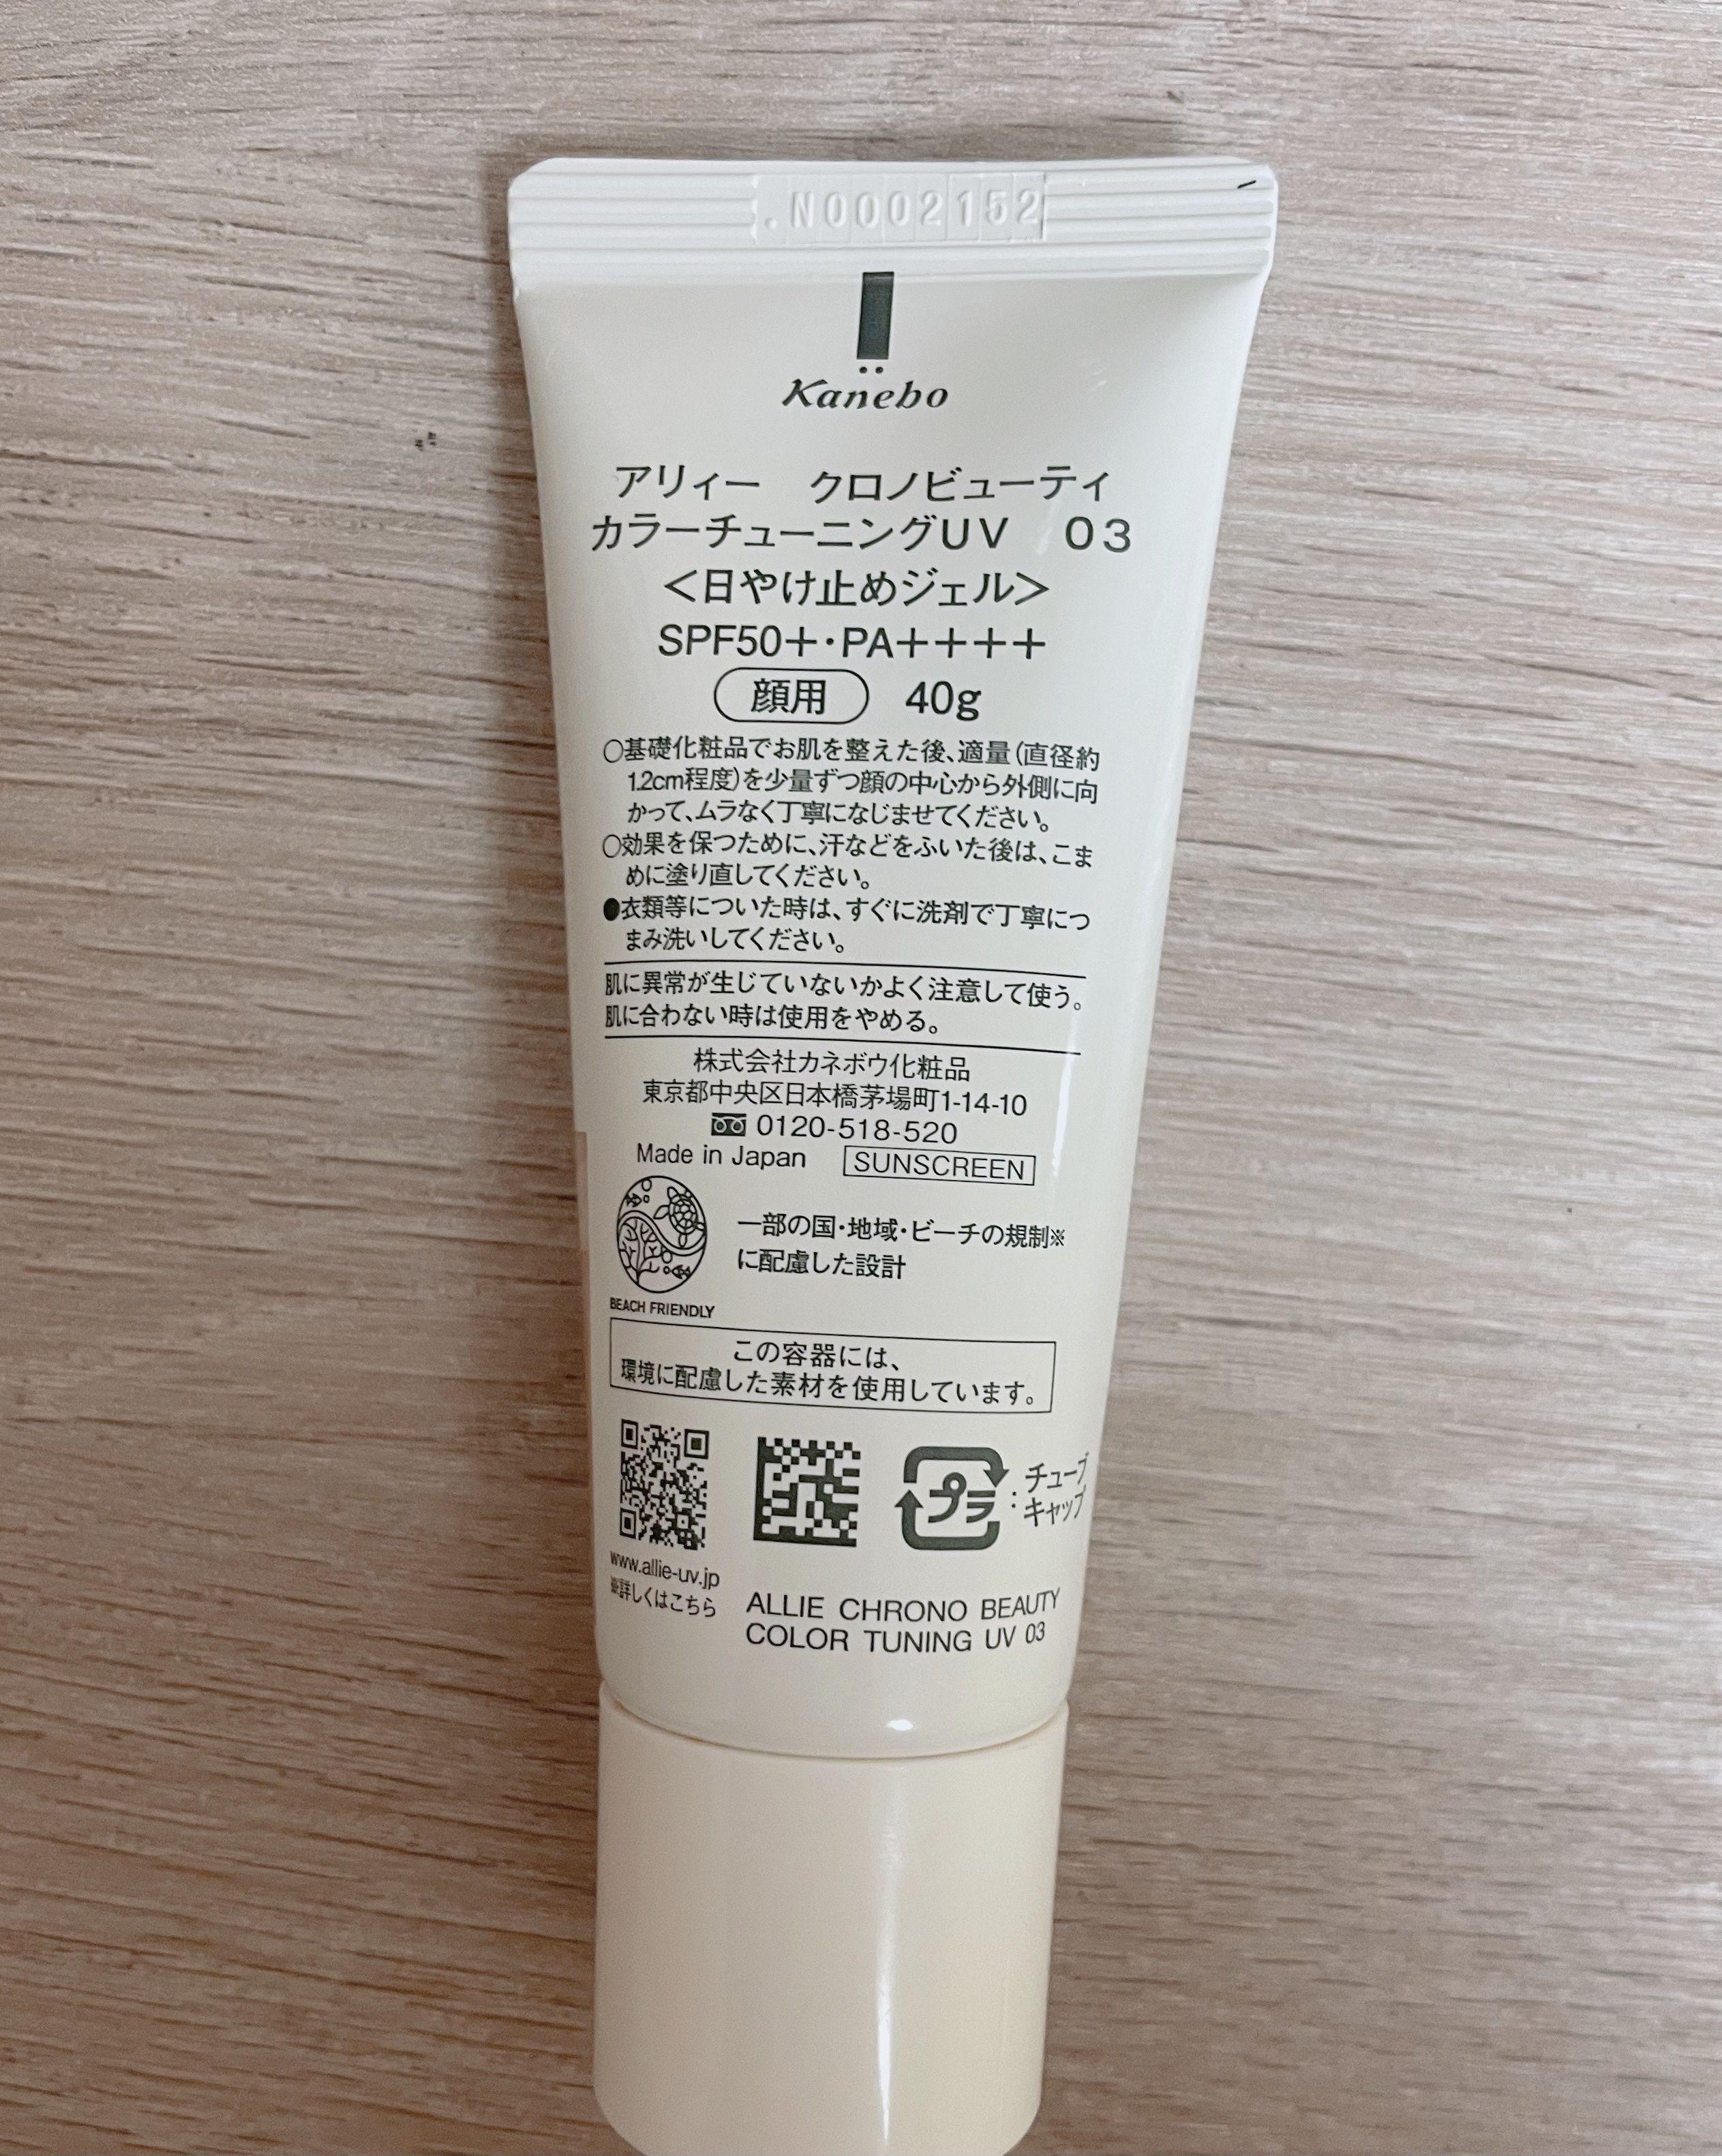 .N0002152
Kanebo
アリィー　クロノビューティ
カラーチューニングUV　03
＜日やけ止めジェル＞
SPF50+・PA++++
顔用　40g
○基礎化粧品でお肌を整えた後、適量(直径約
1.2cm程度)を少量ずつ顔の中心から外側に向
かって、ムラなく丁寧になじませてください。
○効果を保つために、汗などをふいた後は、こま
めに塗り直してください。
●衣類等についた時は、すぐに洗剤で丁寧につ
まみ洗いしてください。
肌に異常が生じていないかよく注意して使う。
肌に合わない時は使用をやめる。
株式会社カネボウ化粧品
東京都中央区日本橋茅場町1-14-10
0120-518-520
Made in Japan　SUNSCREEN
一部の国・地域・ビーチの規制※
に配慮した設計
BEACH FRIENDLY
この容器には、
環境に配慮した素材を使用しています。
プラ：チューブ
キャップ
www.allie-uv.jp
※詳しくはこちら
ALLIE CHRONO BEAUTY
COLOR TUNING UV 03